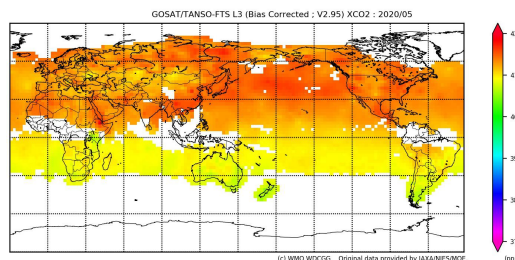 GOSAT/TANSO-FTS L3 (Bias Corrected ; V2.95) XCO2 : 2020/05
(c) WMO WDCGG Original data provided by JAXA/NIES/MOE